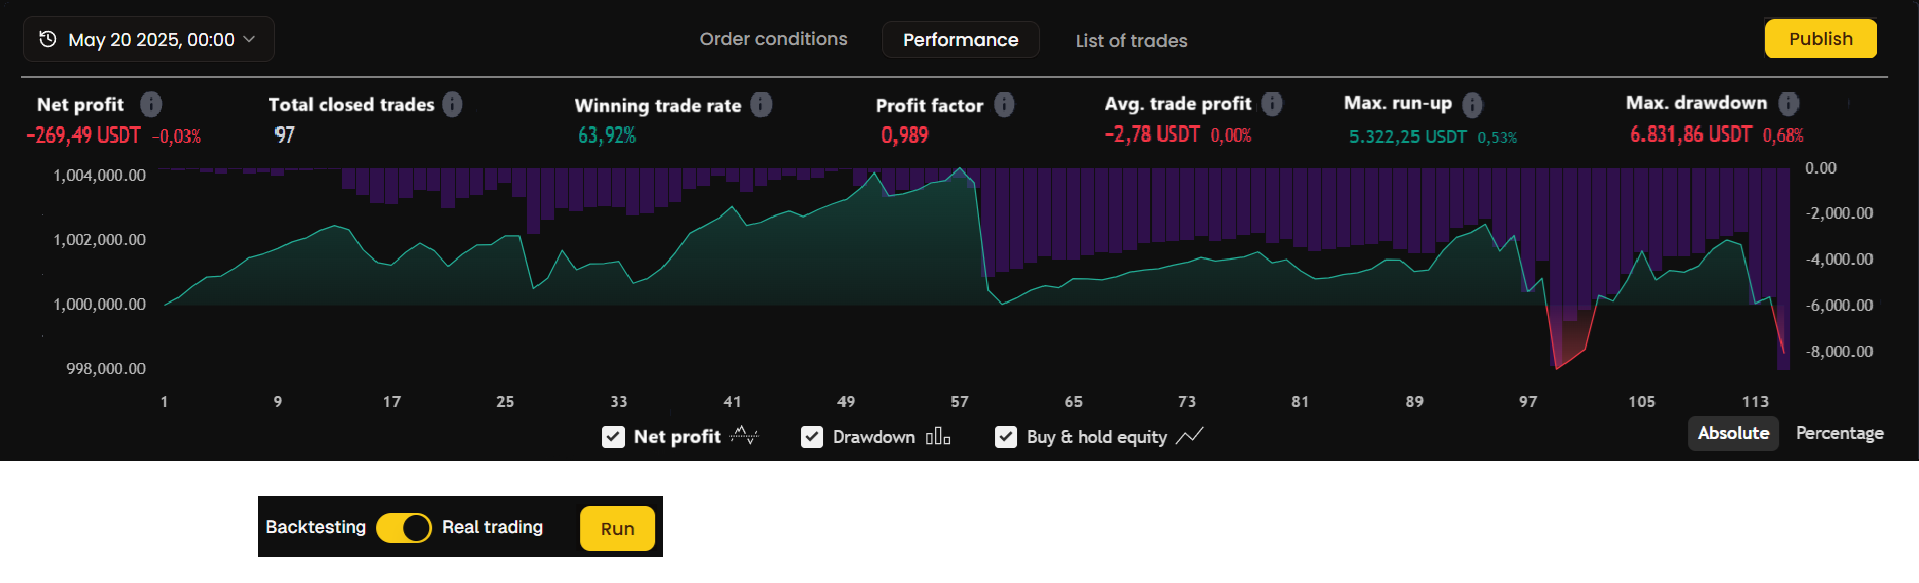 May 20 2025, 00:00
Order conditions
Performance
List of trades
Publish
Net profit
Total closed trades
Winning trade rate
Profit factor
Avg. trade profit
Max. run-up
Max. drawdown
-269,49 USDT -0,03%
97
63,92%
0,989
-2,78 USDT 0,00%
5.322,25 USDT 0,53%
6.831,86 USDT 0,68%
1,004,000.00
1,002,000.00
1,000,000.00
998,000.00
0.00
-2,000.00
-4,000.00
-6,000.00
-8,000.00
1 9 17 25 33 41 49 57 65 73 81 89 97 105 113
Net profit
Drawdown
Buy & hold equity
Absolute
Percentage
Backtesting
Real trading
Run